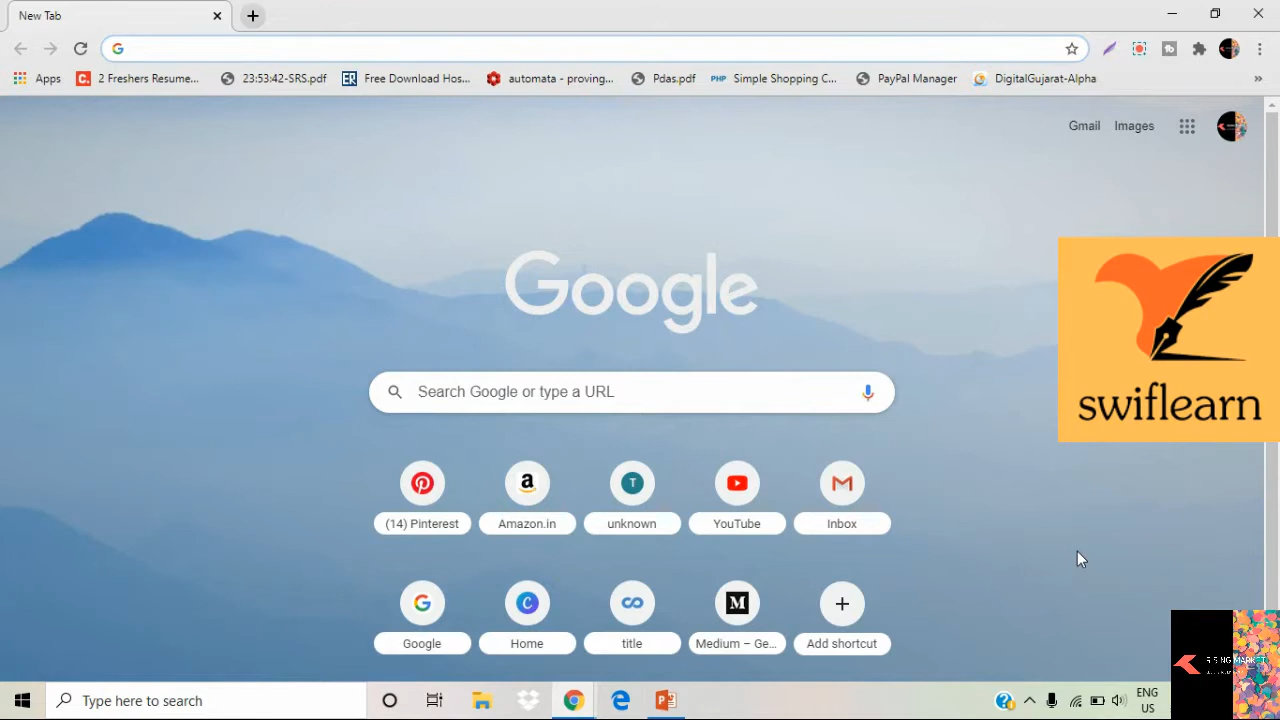 New Tab
Apps
2 Freshers Resume...
23:53:42-SRS.pdf
Free Download Hos...
automata - proving...
Pdas.pdf
PHP
Simple Shopping C...
PayPal Manager
DigitalGujarat-Alpha
Gmail Images
Google
Search Google or type a URL
swiflearn
(14) Pinterest
Amazon.in
unknown
YouTube
Inbox
Google
Home
title
Medium – Ge...
Add shortcut
Type here to search
ENG
US